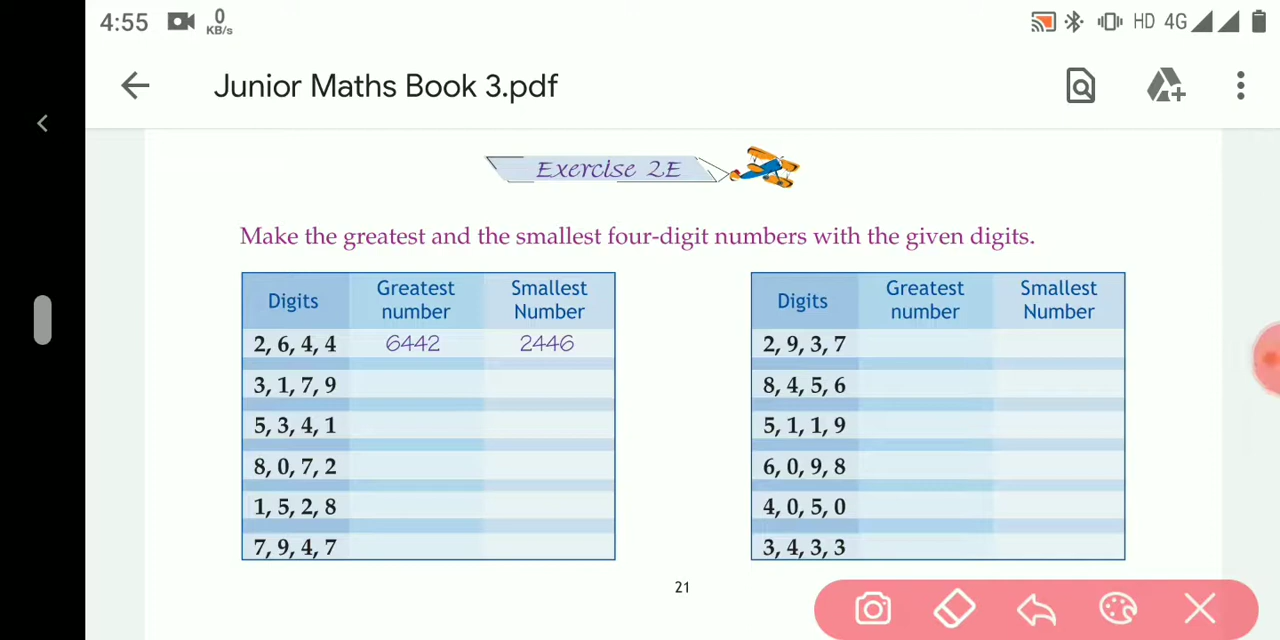 4:55 0 KB/s HD 4G
Junior Maths Book 3.pdf
Exercise 2E
Make the greatest and the smallest four-digit numbers with the given digits.
Digits Greatest number Smallest Number
2, 6, 4, 4 6442 2446
3, 1, 7, 9
5, 3, 4, 1
8, 0, 7, 2
1, 5, 2, 8
7, 9, 4, 7
Digits Greatest number Smallest Number
2, 9, 3, 7
8, 4, 5, 6
5, 1, 1, 9
6, 0, 9, 8
4, 0, 5, 0
3, 4, 3, 3
21